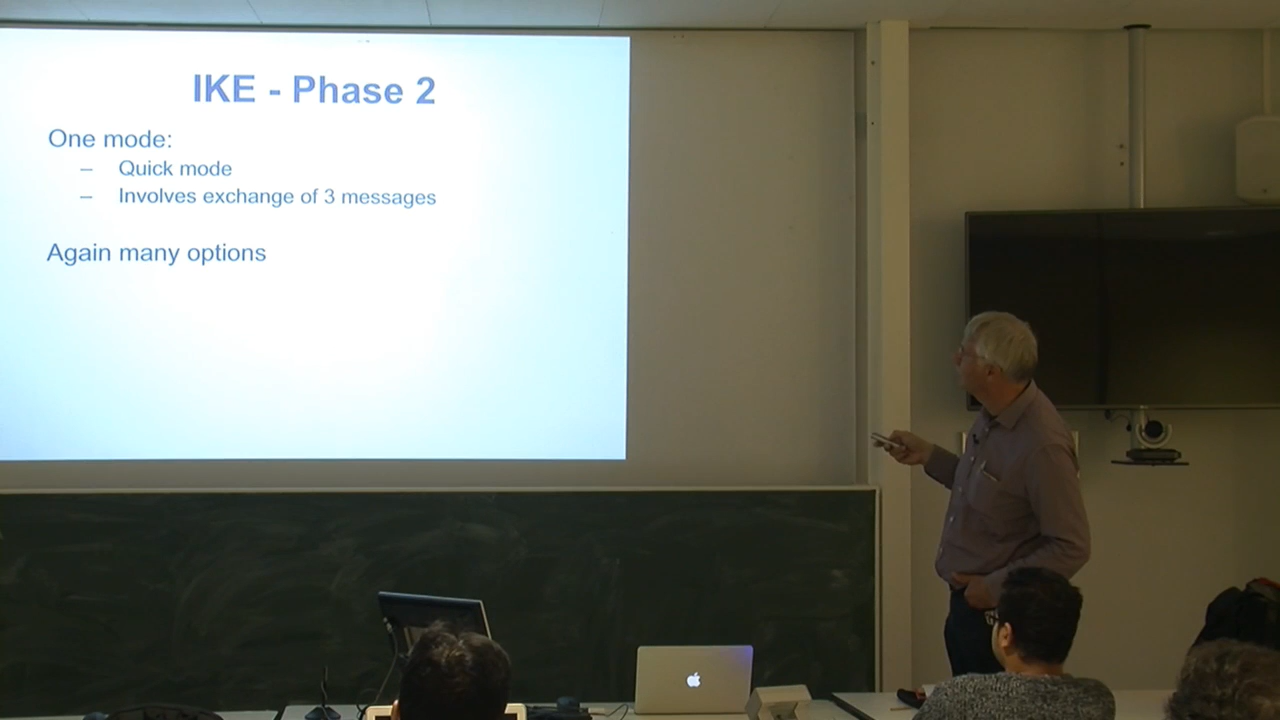 IKE - Phase 2
One mode:
– Quick mode
– Involves exchange of 3 messages
Again many options